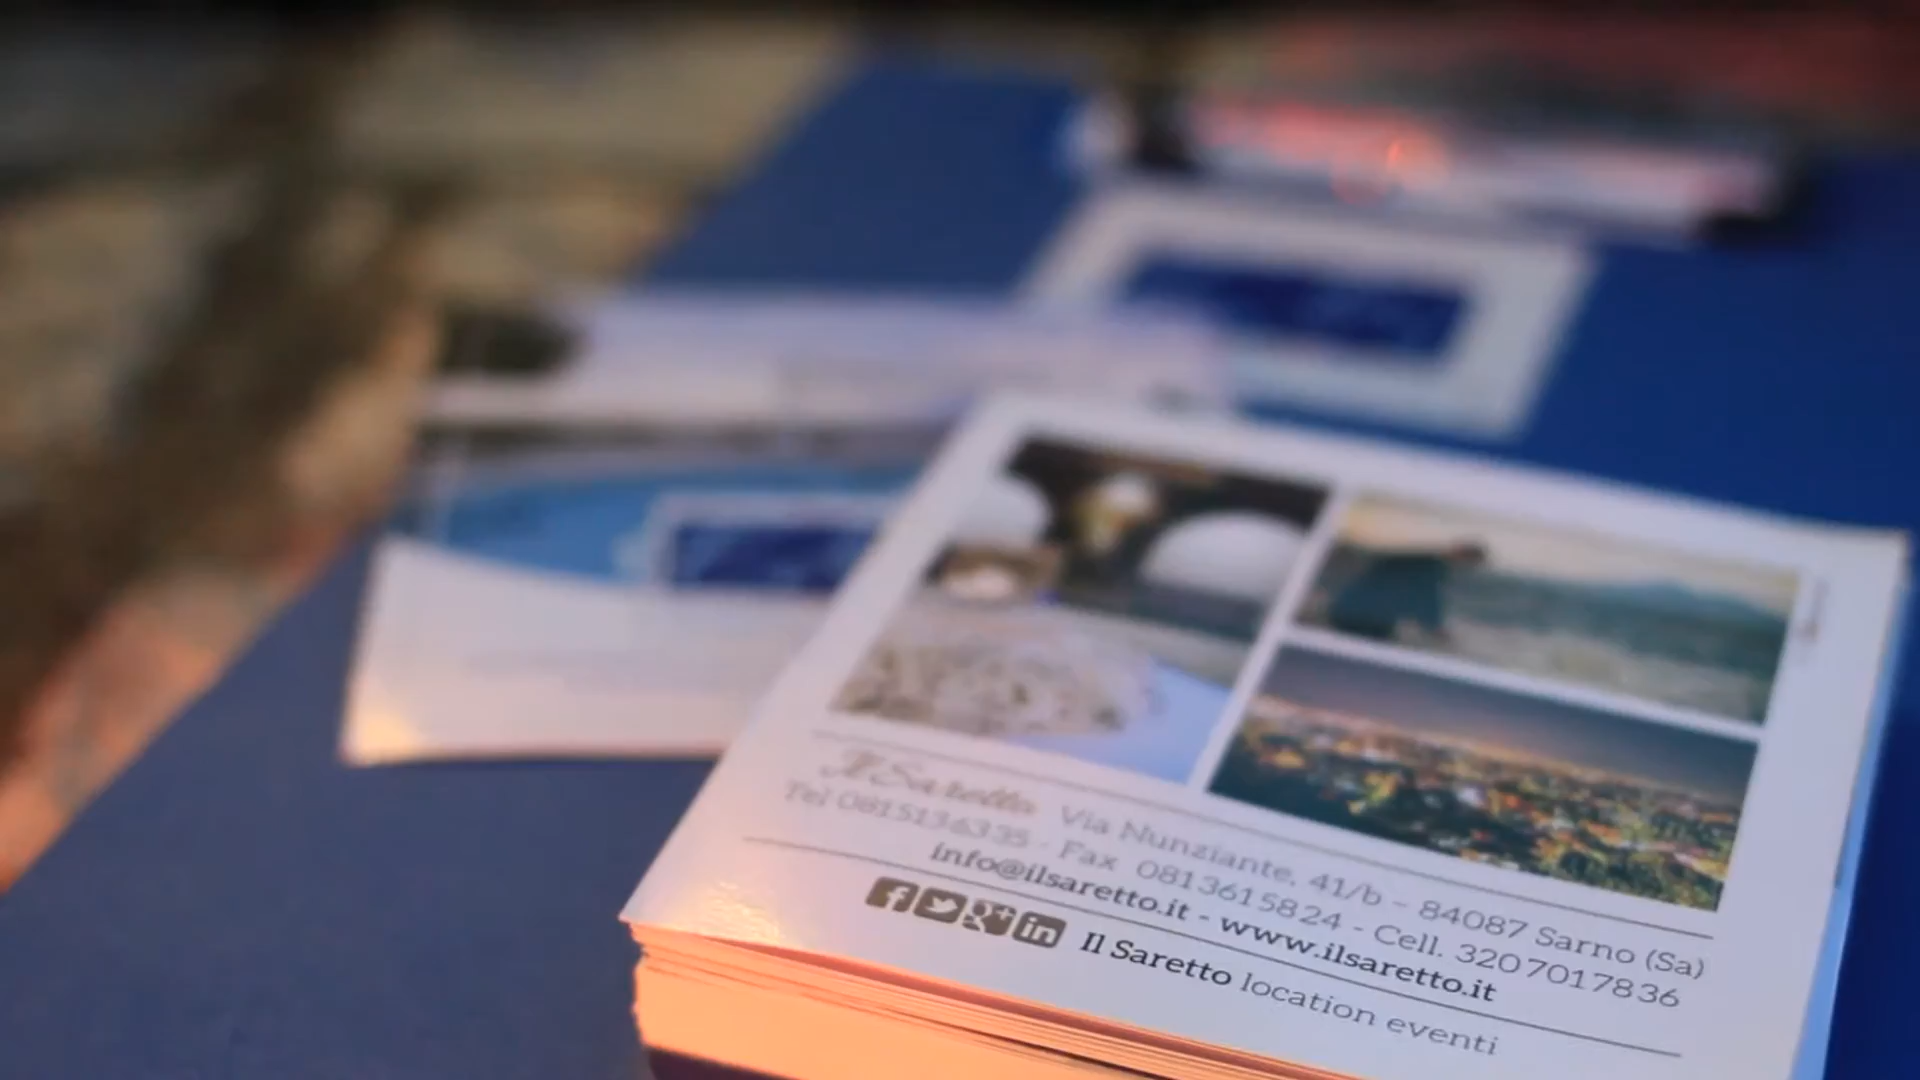 Il Saretto Via Nunziante, 41/b - 84087 Sarno (Sa)
Tel 0815136335 - Fax 0813615824 - Cell. 3207017836
info@ilsaretto.it - www.ilsaretto.it
Il Saretto location eventi